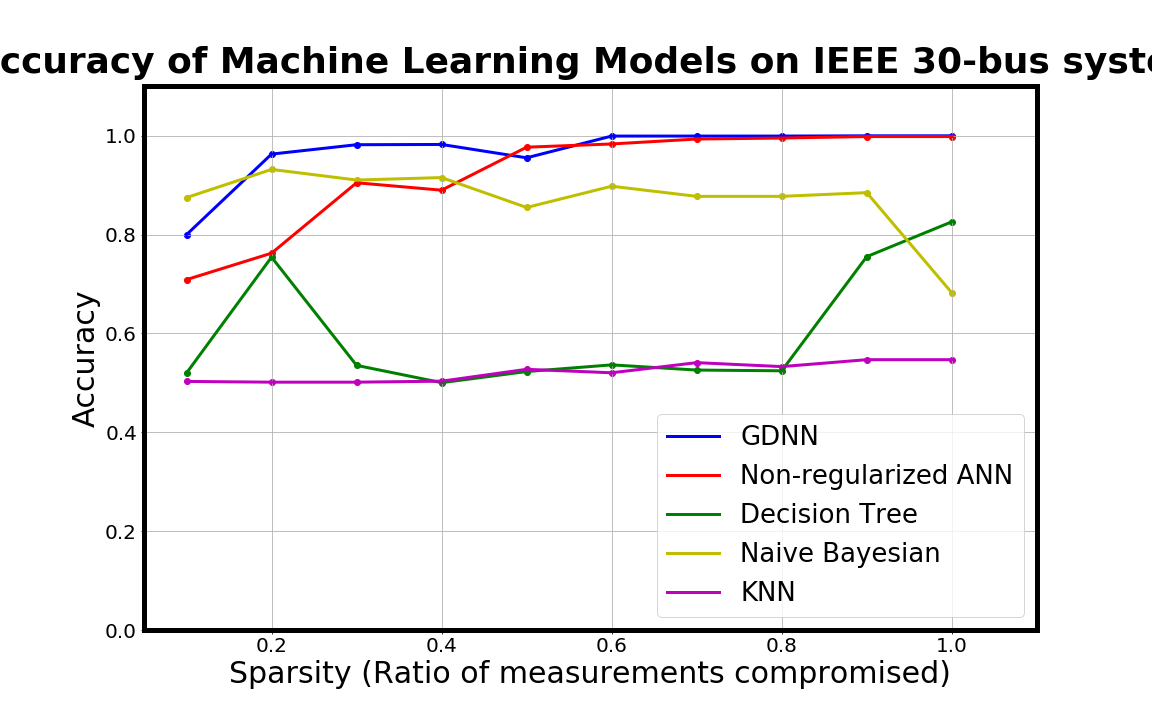 ccuracy of Machine Learning Models on IEEE 30-bus syst
1.0
0.8
0.6
0.4
0.2
0.0
Accuracy
GDNN
Non-regularized ANN
Decision Tree
Naive Bayesian
KNN
0.2 0.4 0.6 0.8 1.0
Sparsity (Ratio of measurements compromised)